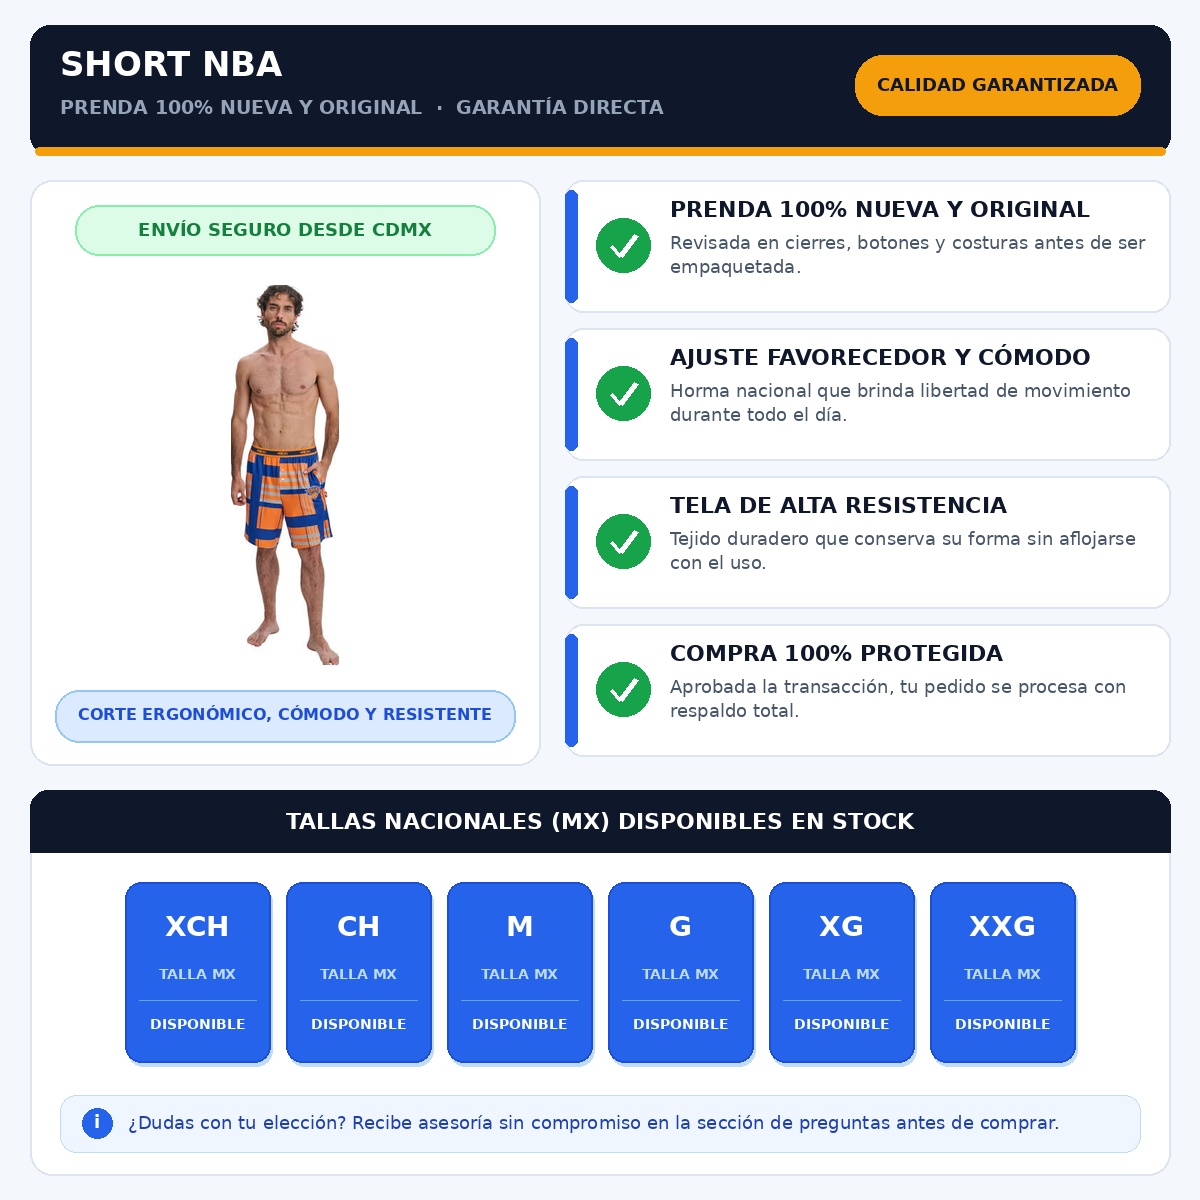 SHORT NBA
PRENDA 100% NUEVA Y ORIGINAL · GARANTÍA DIRECTA
CALIDAD GARANTIZADA
ENVÍO SEGURO DESDE CDMX
CORTE ERGONÓMICO, CÓMODO Y RESISTENTE
PRENDA 100% NUEVA Y ORIGINAL
Revisada en cierres, botones y costuras antes de ser
empaquetada.
AJUSTE FAVORECEDOR Y CÓMODO
Horma nacional que brinda libertad de movimiento
durante todo el día.
TELA DE ALTA RESISTENCIA
Tejido duradero que conserva su forma sin aflojarse
con el uso.
COMPRA 100% PROTEGIDA
Aprobada la transacción, tu pedido se procesa con
respaldo total.
TALLAS NACIONALES (MX) DISPONIBLES EN STOCK
XCH
TALLA MX
DISPONIBLE
CH
TALLA MX
DISPONIBLE
M
TALLA MX
DISPONIBLE
G
TALLA MX
DISPONIBLE
XG
TALLA MX
DISPONIBLE
XXG
TALLA MX
DISPONIBLE
i
¿Dudas con tu elección? Recibe asesoría sin compromiso en la sección de preguntas antes de comprar.